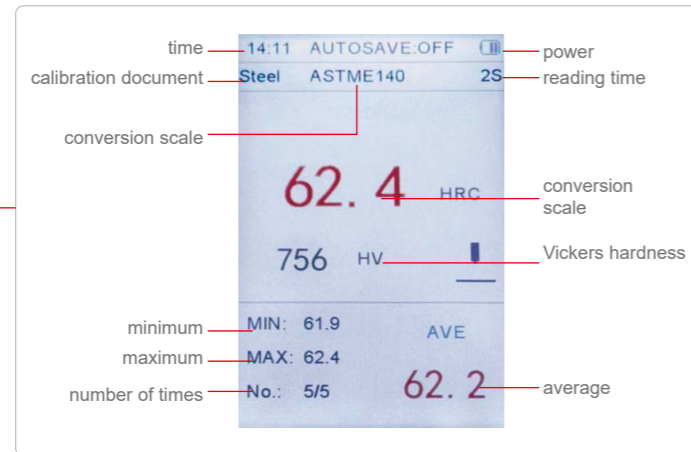 time
14:11 AUTOSAVE:OFF
power
calibration document
Steel ASTME140 2S
reading time
conversion scale
62.4 HRC
conversion
scale
756 HV
Vickers hardness
minimum
MIN: 61.9
AVE
maximum
MAX: 62.4
number of times
No.: 5/5
62.2
average